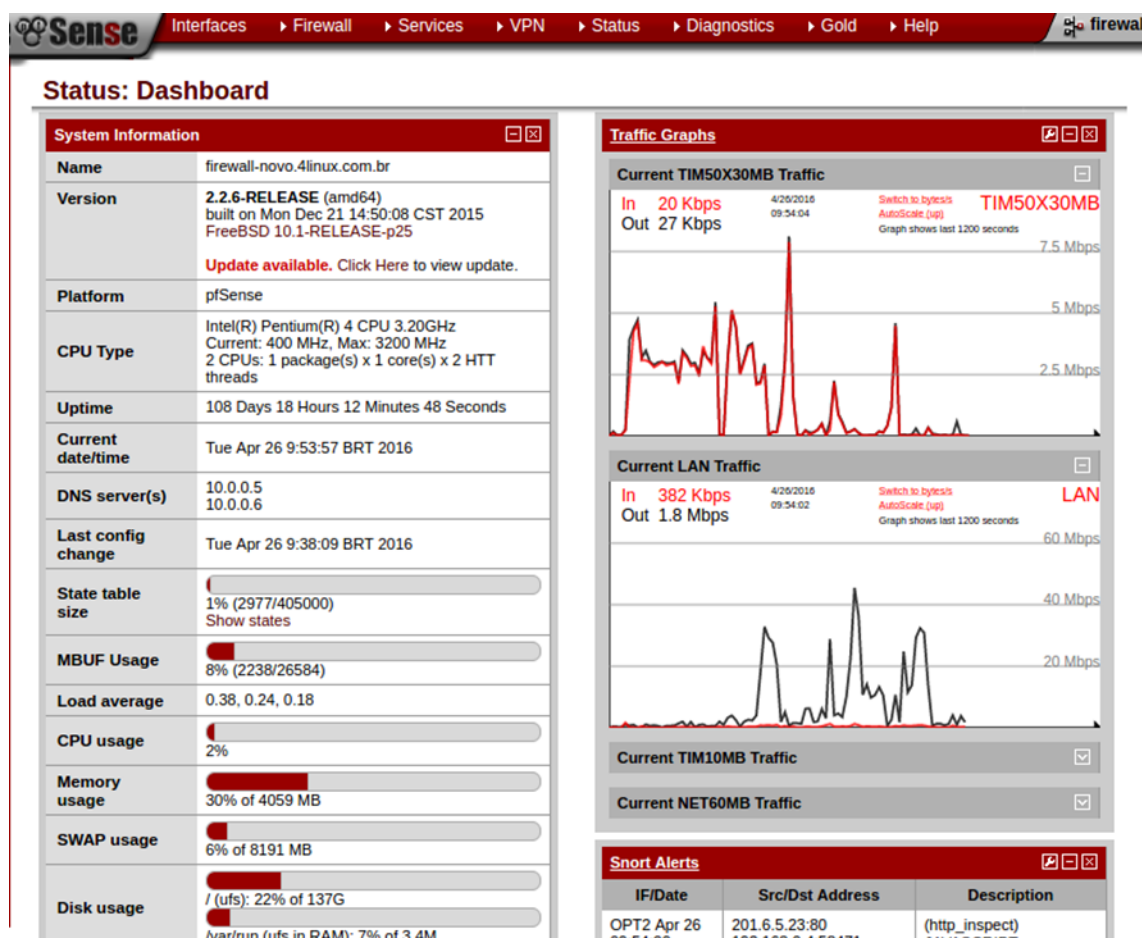 Sense
Interfaces
Firewall
Services
VPN
Status
Diagnostics
Gold
Help
Status: Dashboard
System Information
Name
firewall-novo.4linux.com.br
Version
2.2.6-RELEASE (amd64)
built on Mon Dec 21 14:50:08 CST 2015
FreeBSD 10.1-RELEASE-p25
Update available. Click Here to view update.
Platform
pfSense
CPU Type
Intel(R) Pentium(R) 4 CPU 3.20GHz
Current: 400 MHz, Max: 3200 MHz
2 CPUs: 1 package(s) x 1 core(s) x 2 HTT
threads
Uptime
108 Days 18 Hours 12 Minutes 48 Seconds
Current
date/time
Tue Apr 26 9:53:57 BRT 2016
DNS server(s)
10.0.0.5
10.0.0.6
Last config
change
Tue Apr 26 9:38:09 BRT 2016
State table
size
1% (2977/405000)
Show states
MBUF Usage
8% (2238/26584)
Load average
0.38, 0.24, 0.18
CPU usage
2%
Memory
usage
30% of 4059 MB
SWAP usage
6% of 8191 MB
Disk usage
/ (ufs): 22% of 137G
/var/run (ufs in RAM): 7% of 3.4M
Traffic Graphs
Current TIM50X30MB Traffic
In 20 Kbps
Out 27 Kbps
4/26/2016
09:54:04
Switch to bytes/s
AutoScale (up)
Graph shows last 1200 seconds
TIM50X30MB
7.5 Mbps
5 Mbps
2.5 Mbps
Current LAN Traffic
In 382 Kbps
Out 1.8 Mbps
4/26/2016
09:54:02
Switch to bytes/s
AutoScale (up)
Graph shows last 1200 seconds
LAN
60 Mbps
40 Mbps
20 Mbps
Current TIM10MB Traffic
Current NET60MB Traffic
Snort Alerts
IF/Date
Src/Dst Address
Description
OPT2 Apr 26
201.6.5.23:80
(http_inspect)